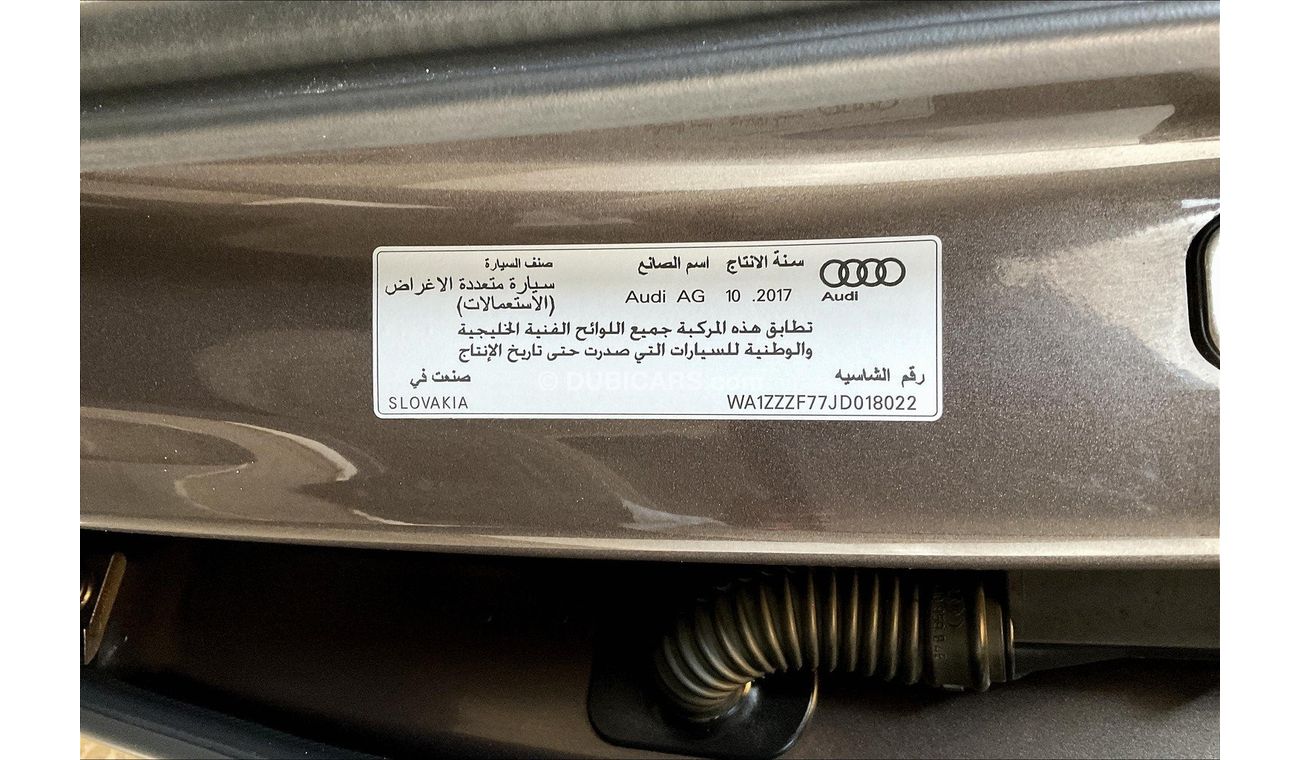 سنة الانتاج اسم الصانع صنف السيارة
Audi 10 .2017 Audi AG سيارة متعددة الاغراض
(الاستعمالات)
تطابق هذه المركبة جميع اللوائح الفنية الخليجية
والوطنية للسيارات التي صدرت حتى تاريخ الإنتاج
رقم الشاسيه صنعت في
© DUBICARS.com
WA1ZZZF77JD018022 SLOVAKIA